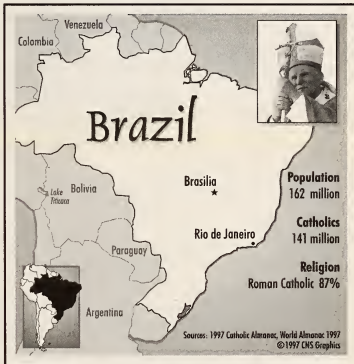 Venezuela
Colombia
Brazil
Brasilia
Population
162 million
Lake
Titicaca
Bolivia
Catholics
141 million
Rio de Janeiro
Paraguay
Religion
Roman Catholic 87%
Argentina
Sources: 1997 Catholic Almanac, World Almanac 1997
©1997 CNS Graphics